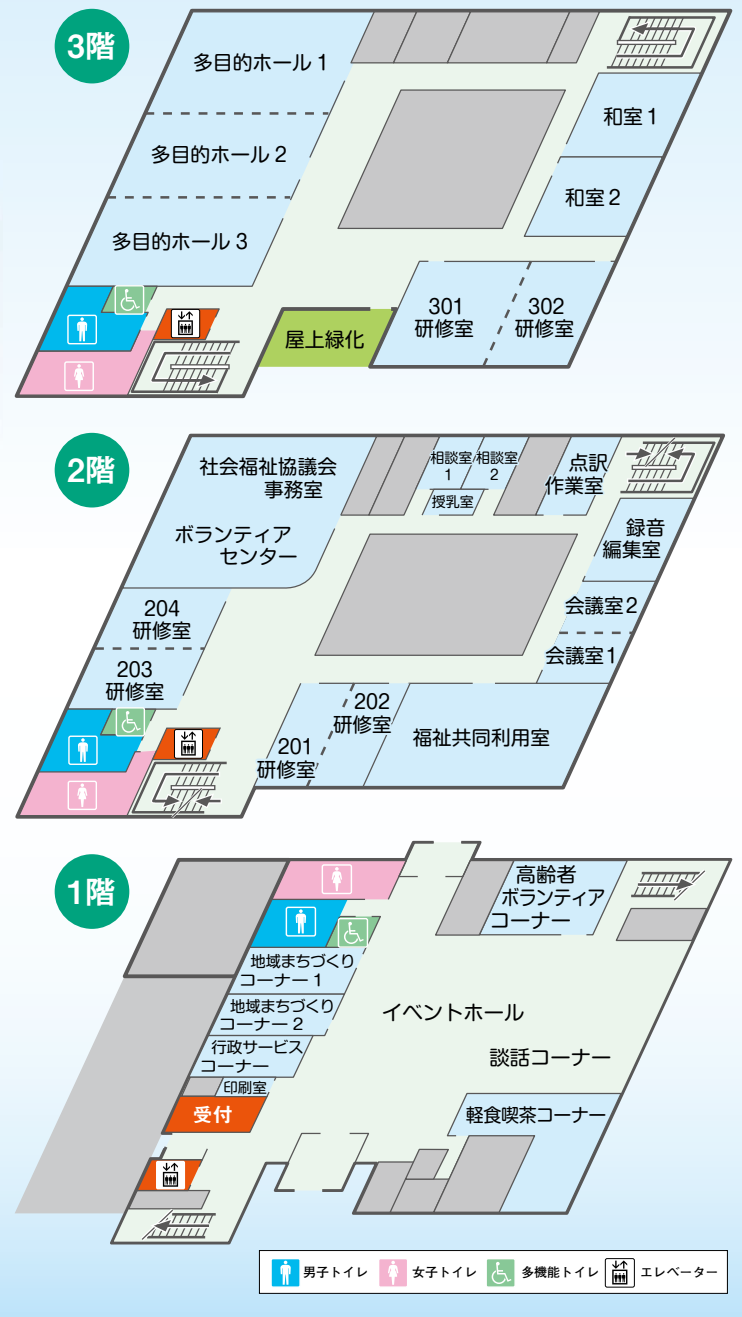 3階
多目的ホール 1
多目的ホール 2
多目的ホール 3
和室 1
和室 2
301
研修室
302
研修室
屋上緑化
2階
社会福祉協議会
事務室
ボランティア
センター
相談室
1
相談室
2
授乳室
点訳
作業室
録音
編集室
会議室 2
会議室 1
204
研修室
203
研修室
202
研修室
201
研修室
福祉共同利用室
1階
高齢者
ボランティア
コーナー
地域まちづくり
コーナー 1
地域まちづくり
コーナー 2
行政サービス
コーナー
印刷室
受付
イベントホール
談話コーナー
軽食喫茶コーナー
男子トイレ
女子トイレ
多機能トイレ
エレベーター